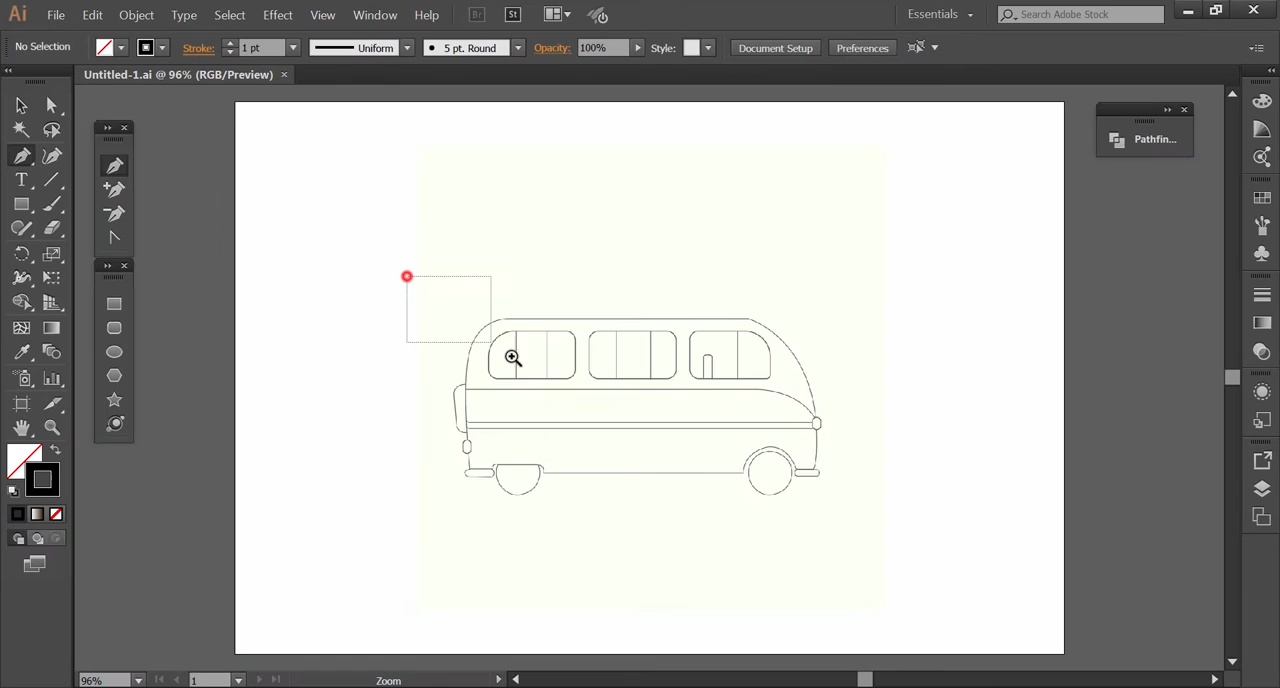 Ai File Edit Object Type Select Effect View Window Help Br St Essentials Search Adobe Stock
No Selection Stroke: 1 pt Uniform 5 pt. Round Opacity: 100% Style: Document Setup Preferences
Untitled-1.ai @ 96% (RGB/Preview)
Pathfin...
96% 1 Zoom